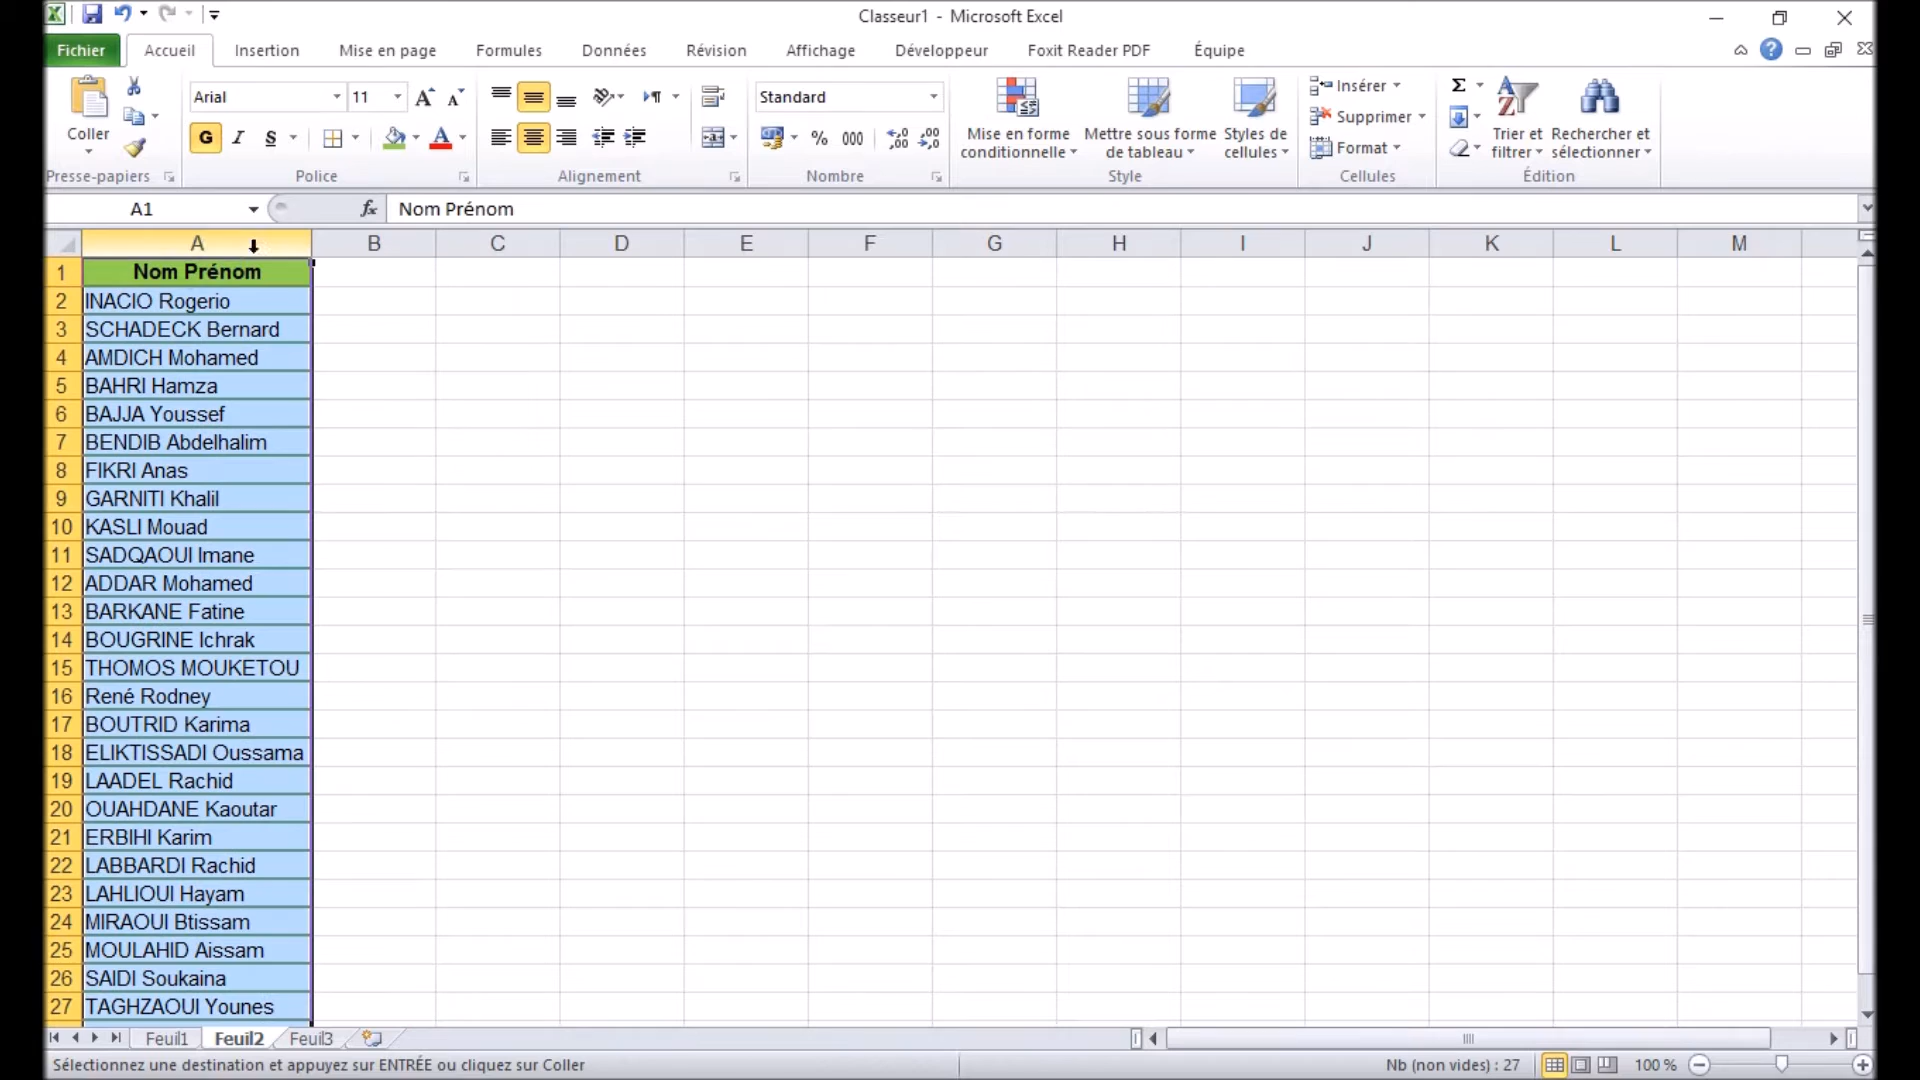 Classeur1 - Microsoft Excel
Fichier Accueil Insertion Mise en page Formules Données Révision Affichage Développeur Foxit Reader PDF Équipe
Arial 11 Standard
Insérer
Supprimer
Format
Coller
G I S
% 000
Mise en forme conditionnelle
Mettre sous forme de tableau
Styles de cellules
Trier et filtrer
Rechercher et sélectionner
Presse-papiers Police Alignement Nombre Style Cellules Édition
A1 fx Nom Prénom
A B C D E F G H I J K L M
1 Nom Prénom
2 INACIO Rogerio
3 SCHADECK Bernard
4 AMDICH Mohamed
5 BAHRI Hamza
6 BAJJA Youssef
7 BENDIB Abdelhalim
8 FIKRI Anas
9 GARNITI Khalil
10 KASLI Mouad
11 SADQAOUI Imane
12 ADDAR Mohamed
13 BARKANE Fatine
14 BOUGRINE Ichrak
15 THOMOS MOUKETOU
16 René Rodney
17 BOUTRID Karima
18 ELIKTISSADI Oussama
19 LAADEL Rachid
20 OUAHDANE Kaoutar
21 ERBIHI Karim
22 LABBARDI Rachid
23 LAHLIOUI Hayam
24 MIRAOUI Btissam
25 MOULAHID Aissam
26 SAIDI Soukaina
27 TAGHZAOUI Younes
Feuil1 Feuil2 Feuil3
Sélectionnez une destination et appuyez sur ENTRÉE ou cliquez sur Coller Nb (non vides) : 27 100 %